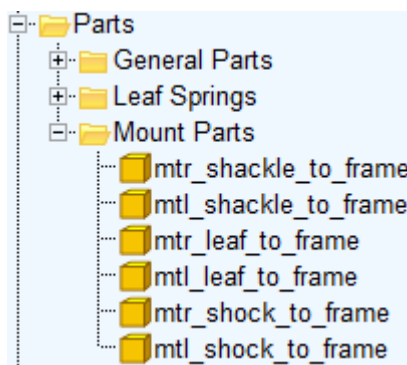 Parts
General Parts
Leaf Springs
Mount Parts
mtr_shackle_to_frame
mtl_shackle_to_frame
mtr_leaf_to_frame
mtl_leaf_to_frame
mtr_shock_to_frame
mtl_shock_to_frame